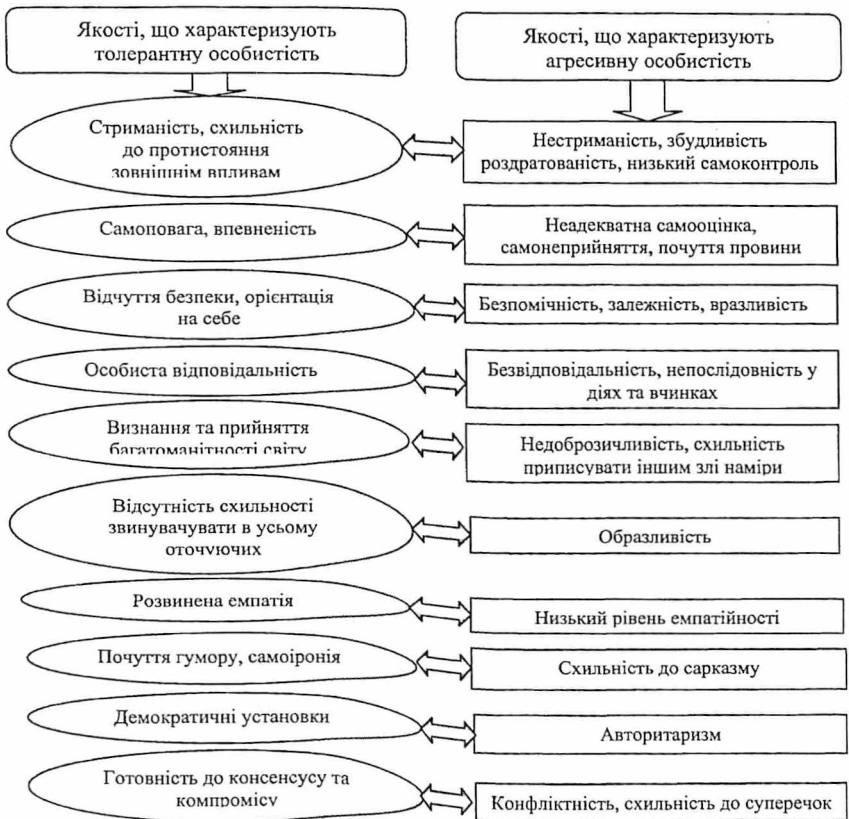 Якості, що характеризують
толерантну особистість
Якості, що характеризують
агресивну особистість
Стриманість, схильність
до протистояння
зовнішнім впливам
Нестриманість, збудливість
роздратованість, низький самоконтроль
Самоповага, впевненість
Неадекватна самооцінка,
самонеприйняття, почуття провини
Відчуття безпеки, орієнтація
на себе
Безпомічність, залежність, вразливість
Особиста відповідальність
Безвідповідальність, непослідовність у
діях та вчинках
Визнання та прийняття
багатоманітності світу
Недоброзичливість, схильність
приписувати іншим злі наміри
Відсутність схильності
звинувачувати в усьому
оточуючих
Образливість
Розвинена емпатія
Низький рівень емпатійності
Почуття гумору, самоіронія
Схильність до сарказму
Демократичні установки
Авторитаризм
Готовність до консенсусу та
компромісу
Конфліктність, схильність до суперечок